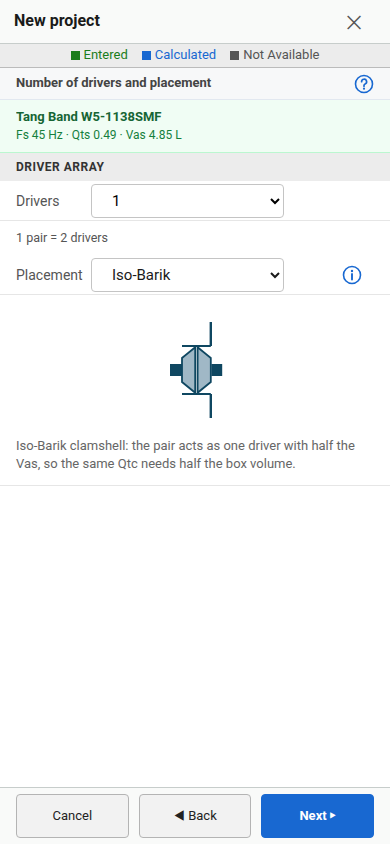 New project
Entered Calculated Not Available
Number of drivers and placement
Tang Band W5-1138SMF
Fs 45 Hz · Qts 0.49 · Vas 4.85 L
DRIVER ARRAY
Drivers 1
1 pair = 2 drivers
Placement Iso-Barik
Iso-Barik clamshell: the pair acts as one driver with half the
Vas, so the same Qtc needs half the box volume.
Cancel ◀ Back Next ▸